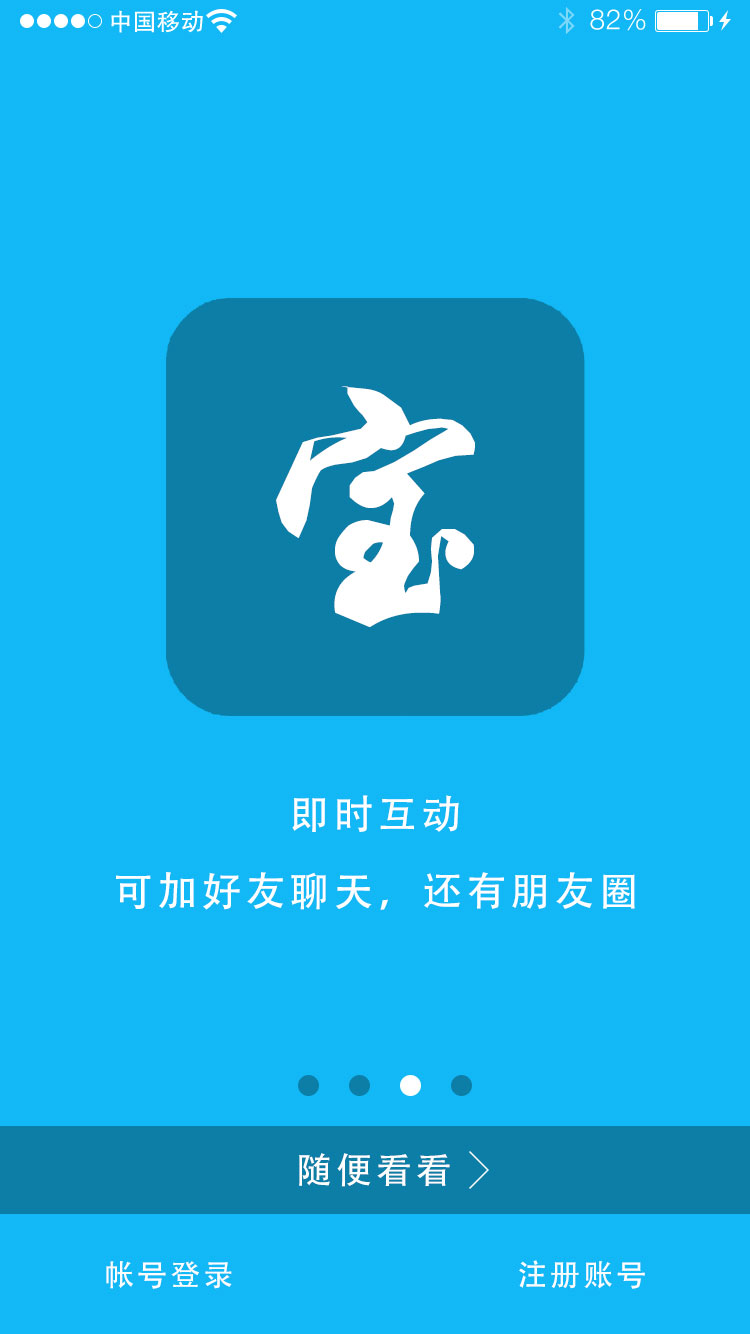 中国移动 82%
宝
即时互动
可加好友聊天，还有朋友圈
随便看看
帐号登录 注册账号